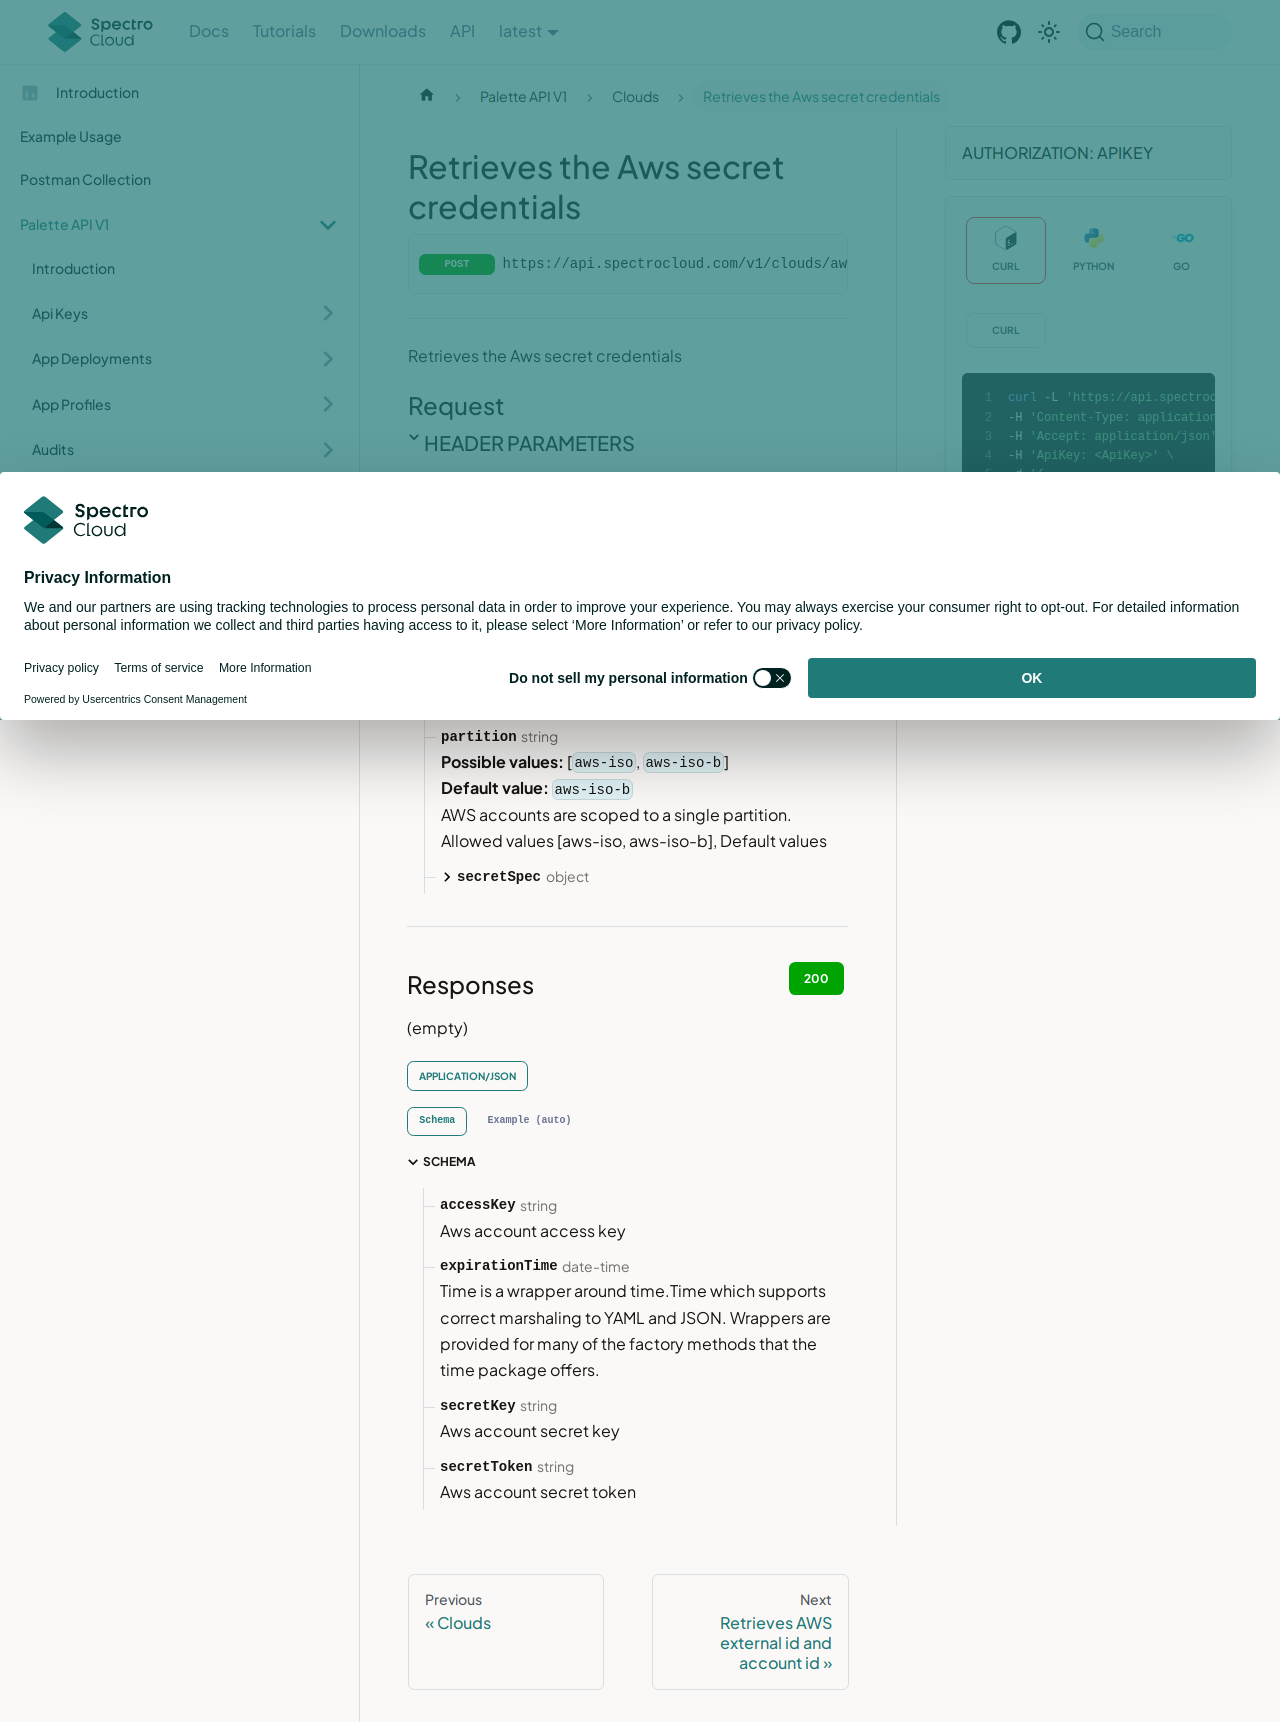 Spectro Cloud
Docs
Tutorials
Downloads
API
latest
Search
Introduction
Example Usage
Postman Collection
Palette API V1
Introduction
Api Keys
App Deployments
App Profiles
Audits
Palette API V1
Clouds
Retrieves the Aws secret credentials
Retrieves the Aws secret
credentials
POST https://api.spectrocloud.com/v1/clouds/aw
Retrieves the Aws secret credentials
Request
HEADER PARAMETERS
AUTHORIZATION: APIKEY
CURL
PYTHON
GO
CURL
1 curl -L 'https://api.spectroc
2 -H 'Content-Type: application
3 -H 'Accept: application/json'
4 -H 'ApiKey: <ApiKey>' \
Spectro
Cloud
Privacy Information
We and our partners are using tracking technologies to process personal data in order to improve your experience. You may always exercise your consumer right to opt-out. For detailed information
about personal information we collect and third parties having access to it, please select ‘More Information’ or refer to our privacy policy.
Privacy policy
Terms of service
More Information
Powered by Usercentrics Consent Management
Do not sell my personal information
OK
partition string
Possible values: [aws-iso, aws-iso-b]
Default value: aws-iso-b
AWS accounts are scoped to a single partition.
Allowed values [aws-iso, aws-iso-b], Default values
secretSpec object
Responses
200
(empty)
APPLICATION/JSON
Schema
Example (auto)
SCHEMA
accessKey string
Aws account access key
expirationTime date-time
Time is a wrapper around time.Time which supports
correct marshaling to YAML and JSON. Wrappers are
provided for many of the factory methods that the
time package offers.
secretKey string
Aws account secret key
secretToken string
Aws account secret token
Previous
« Clouds
Next
Retrieves AWS
external id and
account id »